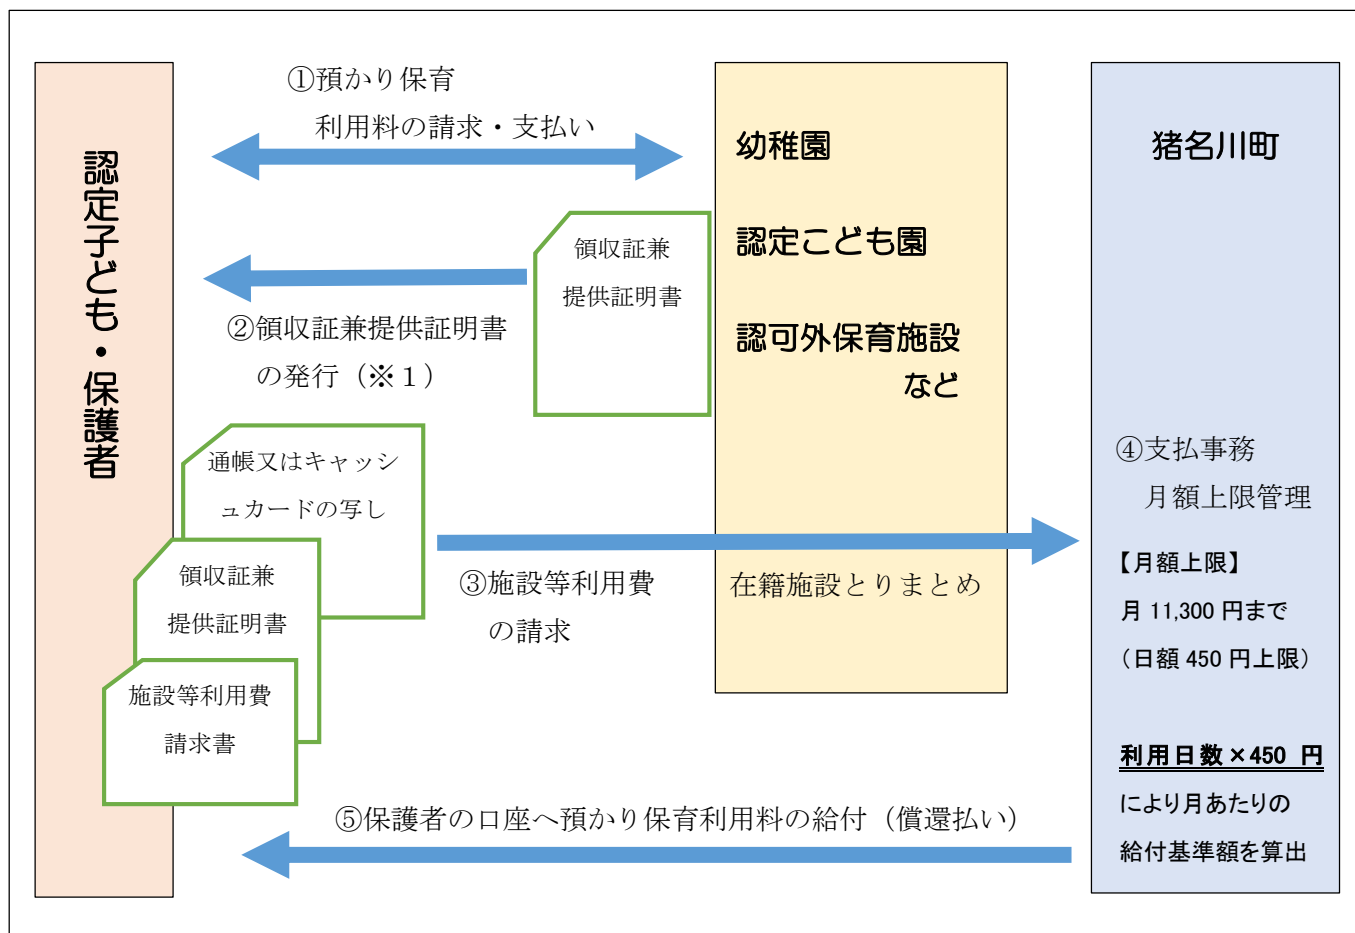 認定子ども・保護者
①預かり保育
利用料の請求・支払い
領収証兼
提供証明書
②領収証兼提供証明書
の発行（※１）
幼稚園
認定こども園
認可外保育施設
など
猪名川町
通帳又はキャッシ
ュカードの写し
領収証兼
提供証明書
施設等利用費
請求書
③施設等利用費
の請求
在籍施設とりまとめ
④支払事務
月額上限管理
【月額上限】
月 11,300 円まで
（日額 450 円上限）
利用日数×450 円
により月あたりの
給付基準額を算出
⑤保護者の口座へ預かり保育利用料の給付（償還払い）